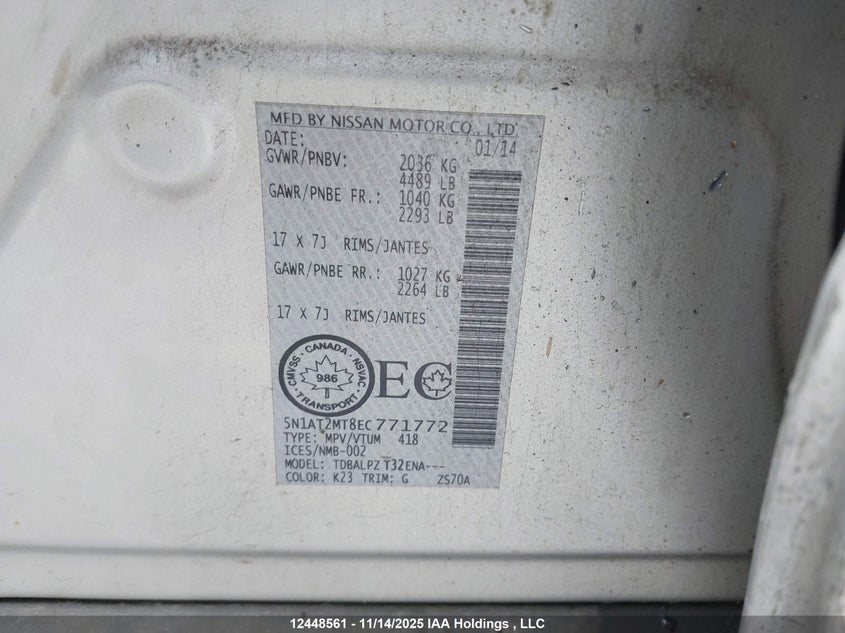 MFD BY NISSAN MOTOR CO., LTD
DATE: 01/14
GVWR/PNBV: 2036 KG
4489 LB
GAWR/PNBE FR.: 1040 KG
2293 LB
17 X 7J RIMS/JANTES
GAWR/PNBE RR.: 1027 KG
2264 LB
17 X 7J RIMS/JANTES
CANADA
CMVSS NSVAC
986
TRANSPORT
EC
5N1AT2MT8EC771772
TYPE: MPV/VTUM 418
ICES/NMB-002
MODEL: TDBALPZ T32ENA---
COLOR: K23 TRIM: G ZS70A
12448561 - 11/14/2025 IAA Holdings , LLC